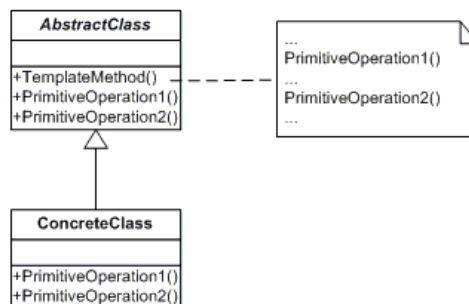 AbstractClass
+TemplateMethod()
+PrimitiveOperation1()
+PrimitiveOperation2()
...
PrimitiveOperation1()
...
PrimitiveOperation2()
...
ConcreteClass
+PrimitiveOperation1()
+PrimitiveOperation2()